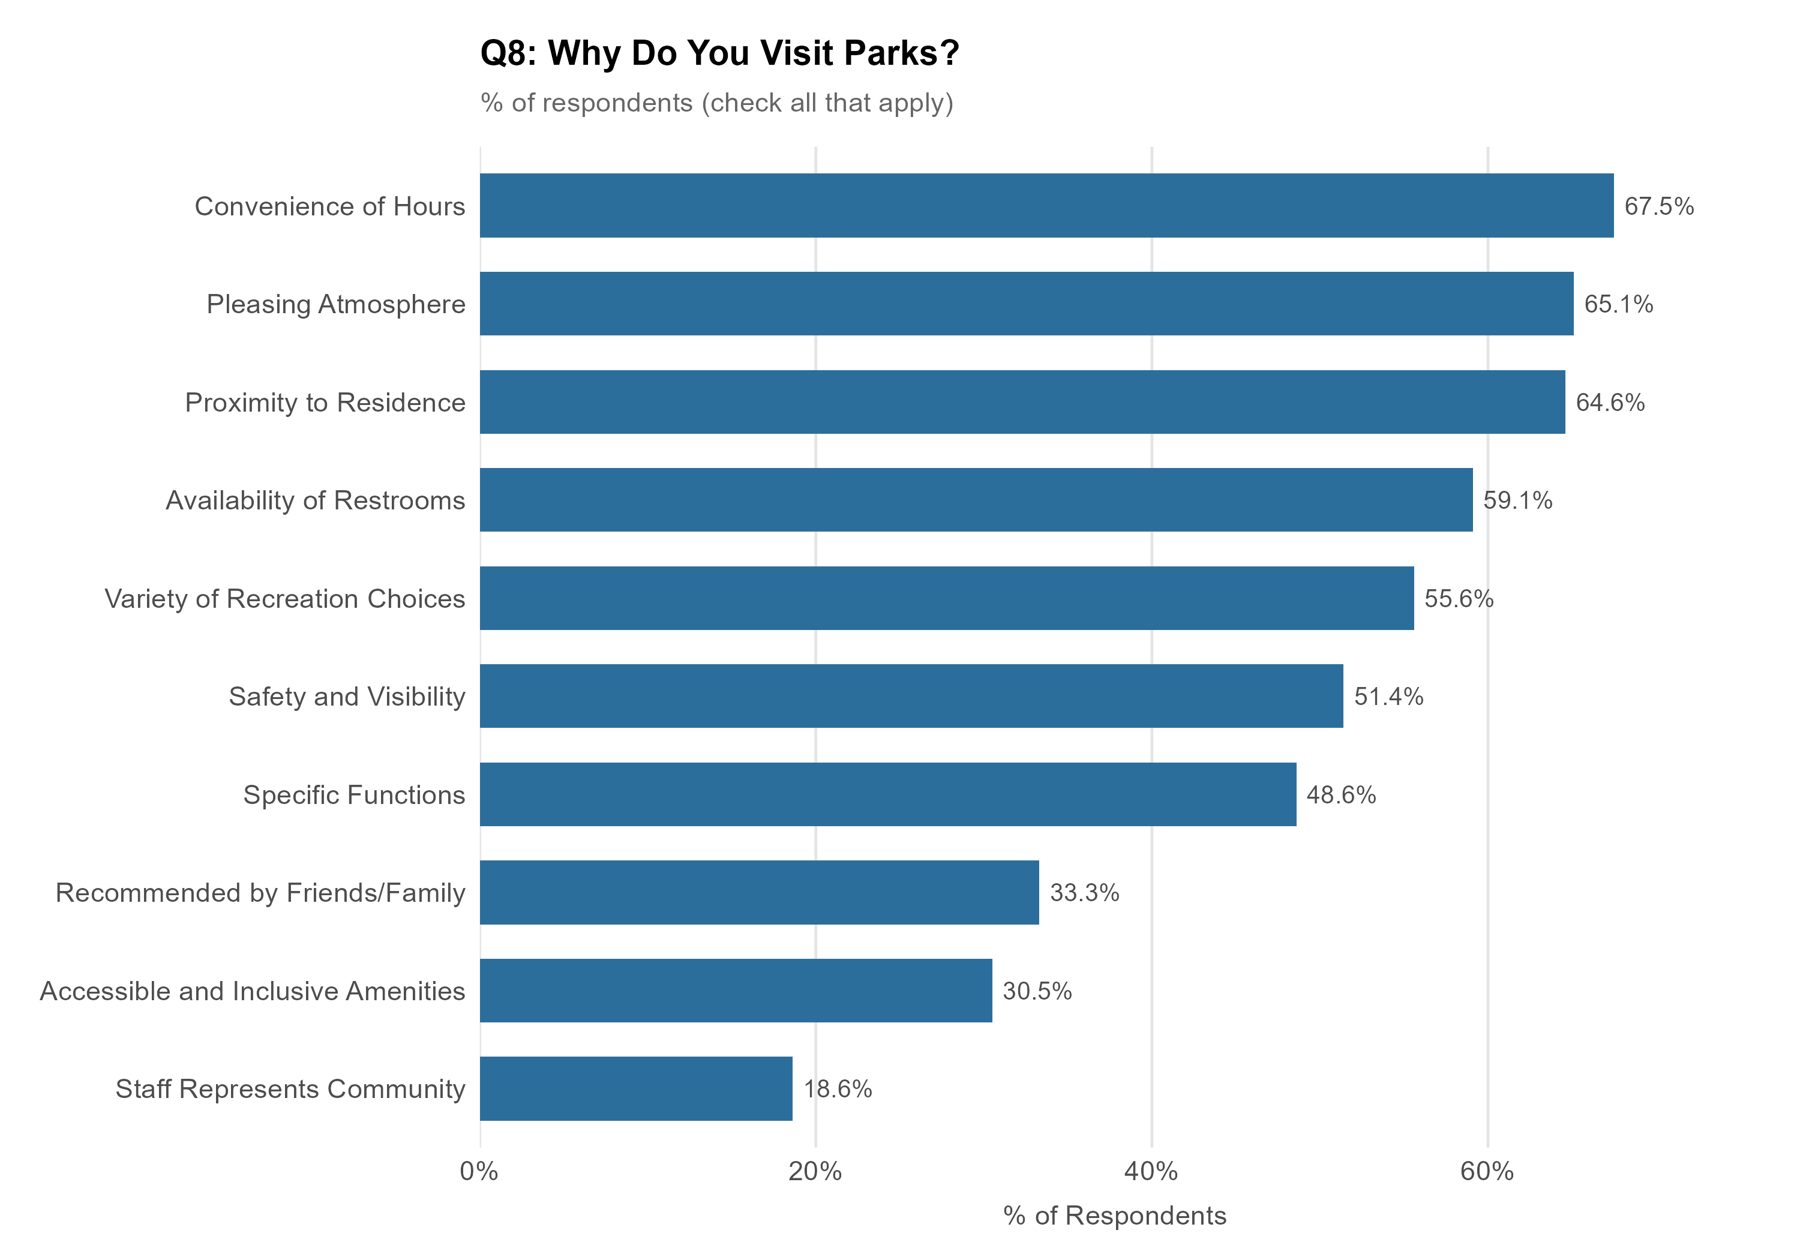 Q8: Why Do You Visit Parks?
% of respondents (check all that apply)
Convenience of Hours 67.5%
Pleasing Atmosphere 65.1%
Proximity to Residence 64.6%
Availability of Restrooms 59.1%
Variety of Recreation Choices 55.6%
Safety and Visibility 51.4%
Specific Functions 48.6%
Recommended by Friends/Family 33.3%
Accessible and Inclusive Amenities 30.5%
Staff Represents Community 18.6%
0% 20% 40% 60%
% of Respondents